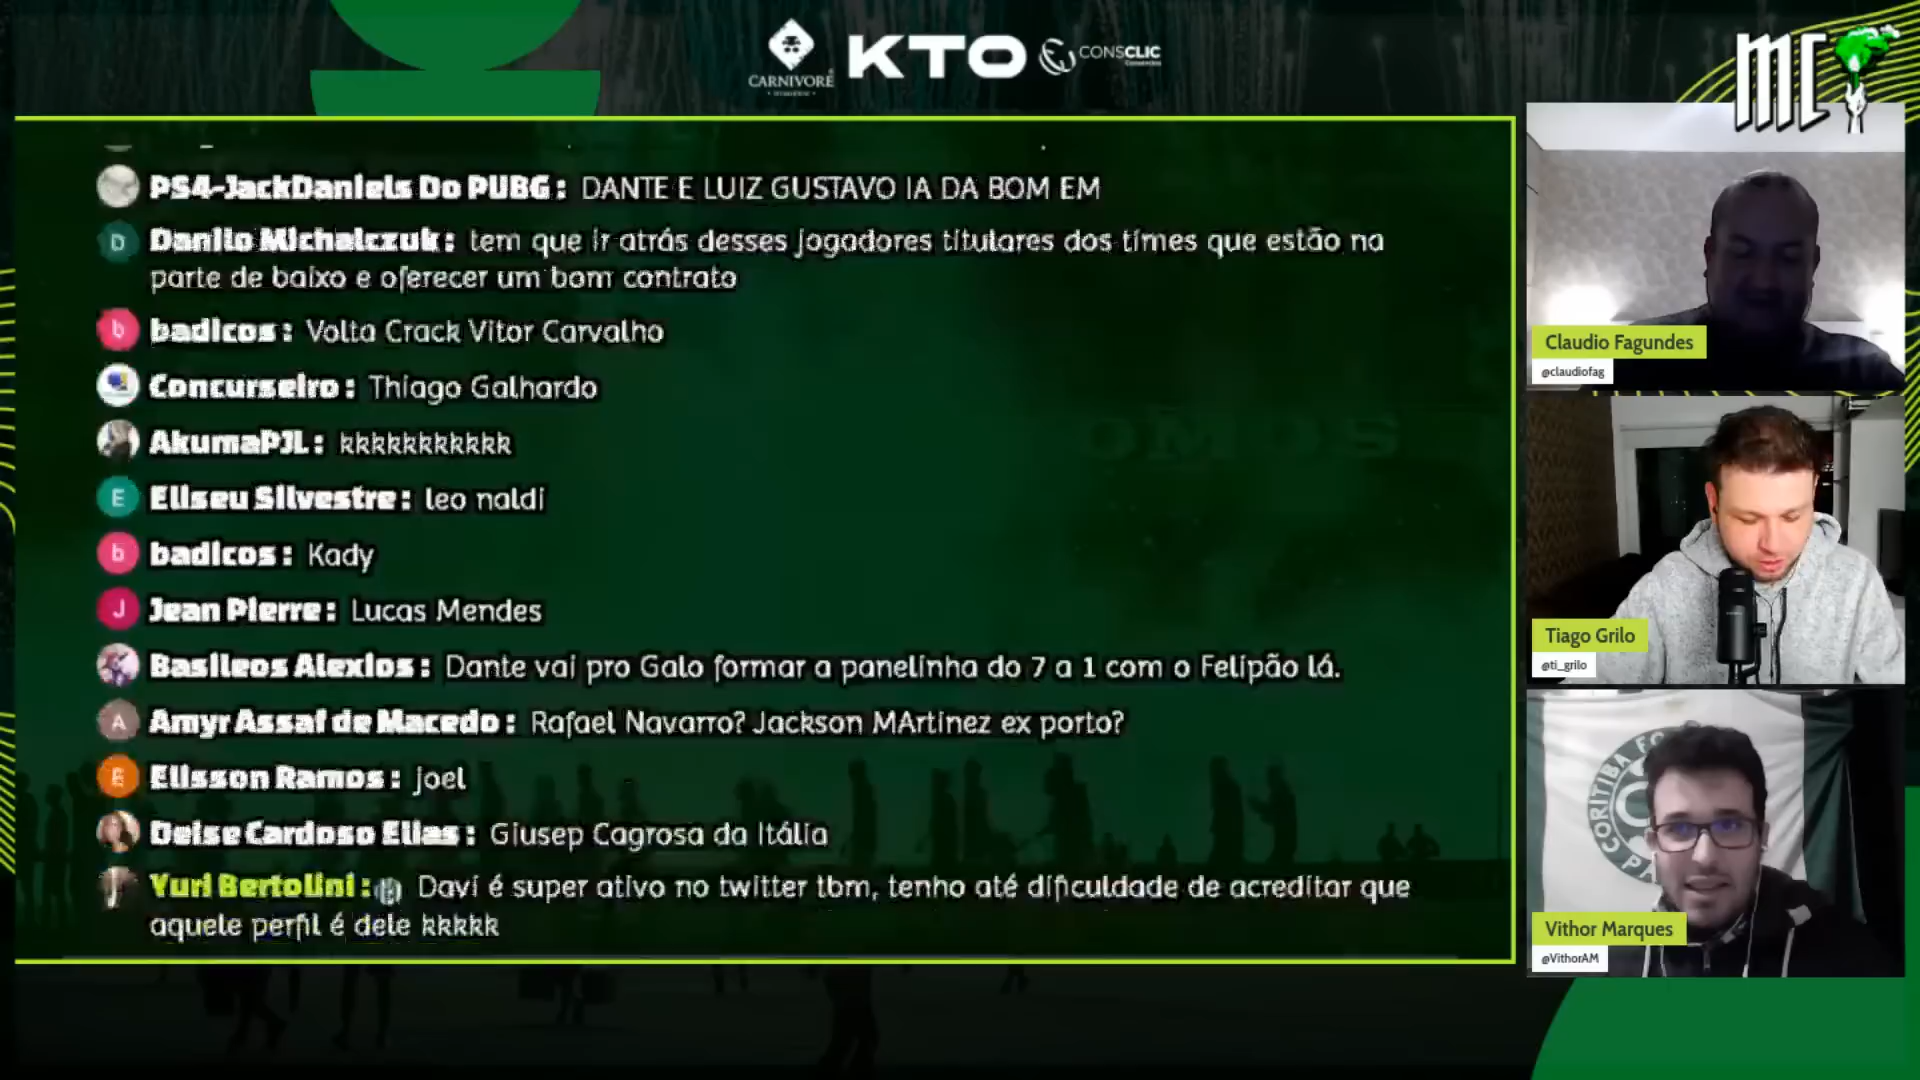 CARNIVORE
KTO
CONSCLIC
MC
PS4-JackDaniels Do PUBG : DANTE E LUIZ GUSTAVO IA DA BOM EM
D
Danilo Michalczuk : tem que ir atrás desses jogadores titulares dos times que estão na
parte de baixo e oferecer um bom contrato
b
badicos : Volta Crack Vitor Carvalho
Concurseiro : Thiago Galhardo
AkumaPJL : kkkkkkkkkkk
E
Eliseu Silvestre : leo naldi
b
badicos : Kady
J
Jean Pierre : Lucas Mendes
Basileos Alexios : Dante vai pro Galo formar a panelinha do 7 a 1 com o Felipão lá.
A
Amyr Assaf de Macedo : Rafael Navarro? Jackson MArtinez ex porto?
E
Elisson Ramos : joel
Deise Cardoso Elias : Giusep Cagrosa da Itália
Yuri Bertolini : Davi é super ativo no twitter tbm, tenho até dificuldade de acreditar que
aquele perfil é dele kkkkk
OMOS
Claudio Fagundes
@claudiofag
Tiago Grilo
@ti_grilo
CORITIBA FO
PA
Vithor Marques
@VithorAM